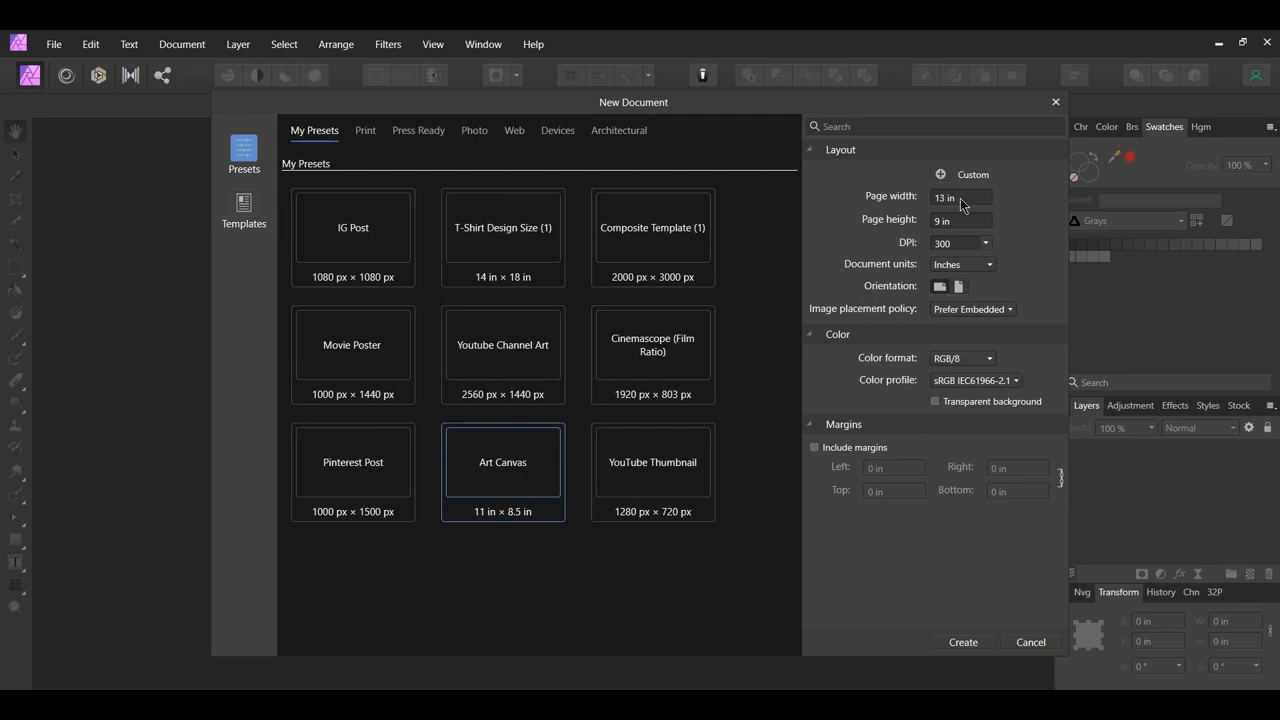 File Edit Text Document Layer Select Arrange Filters View Window Help
New Document
Presets
Templates
My Presets Print Press Ready Photo Web Devices Architectural
My Presets
IG Post
1080 px × 1080 px
T-Shirt Design Size (1)
14 in × 18 in
Composite Template (1)
2000 px × 3000 px
Movie Poster
1000 px × 1440 px
Youtube Channel Art
2560 px × 1440 px
Cinemascope (Film
Ratio)
1920 px × 803 px
Pinterest Post
1000 px × 1500 px
Art Canvas
11 in × 8.5 in
YouTube Thumbnail
1280 px × 720 px
Search
Layout
Custom
Page width: 13 in
Page height: 9 in
DPI: 300
Document units: Inches
Orientation:
Image placement policy: Prefer Embedded
Color
Color format: RGB/8
Color profile: sRGB IEC61966-2.1
Transparent background
Margins
Include margins
Left: 0 in Right: 0 in
Top: 0 in Bottom: 0 in
Create Cancel
Chr Color Brs Swatches Hgm
Opacity: 100 %
Grays
Search
Layers Adjustment Effects Styles Stock
100 % Normal
Nvg Transform History Chn 32P
X: 0 in W: 0 in
Y: 0 in H: 0 in
R: 0 ° S: 0 °